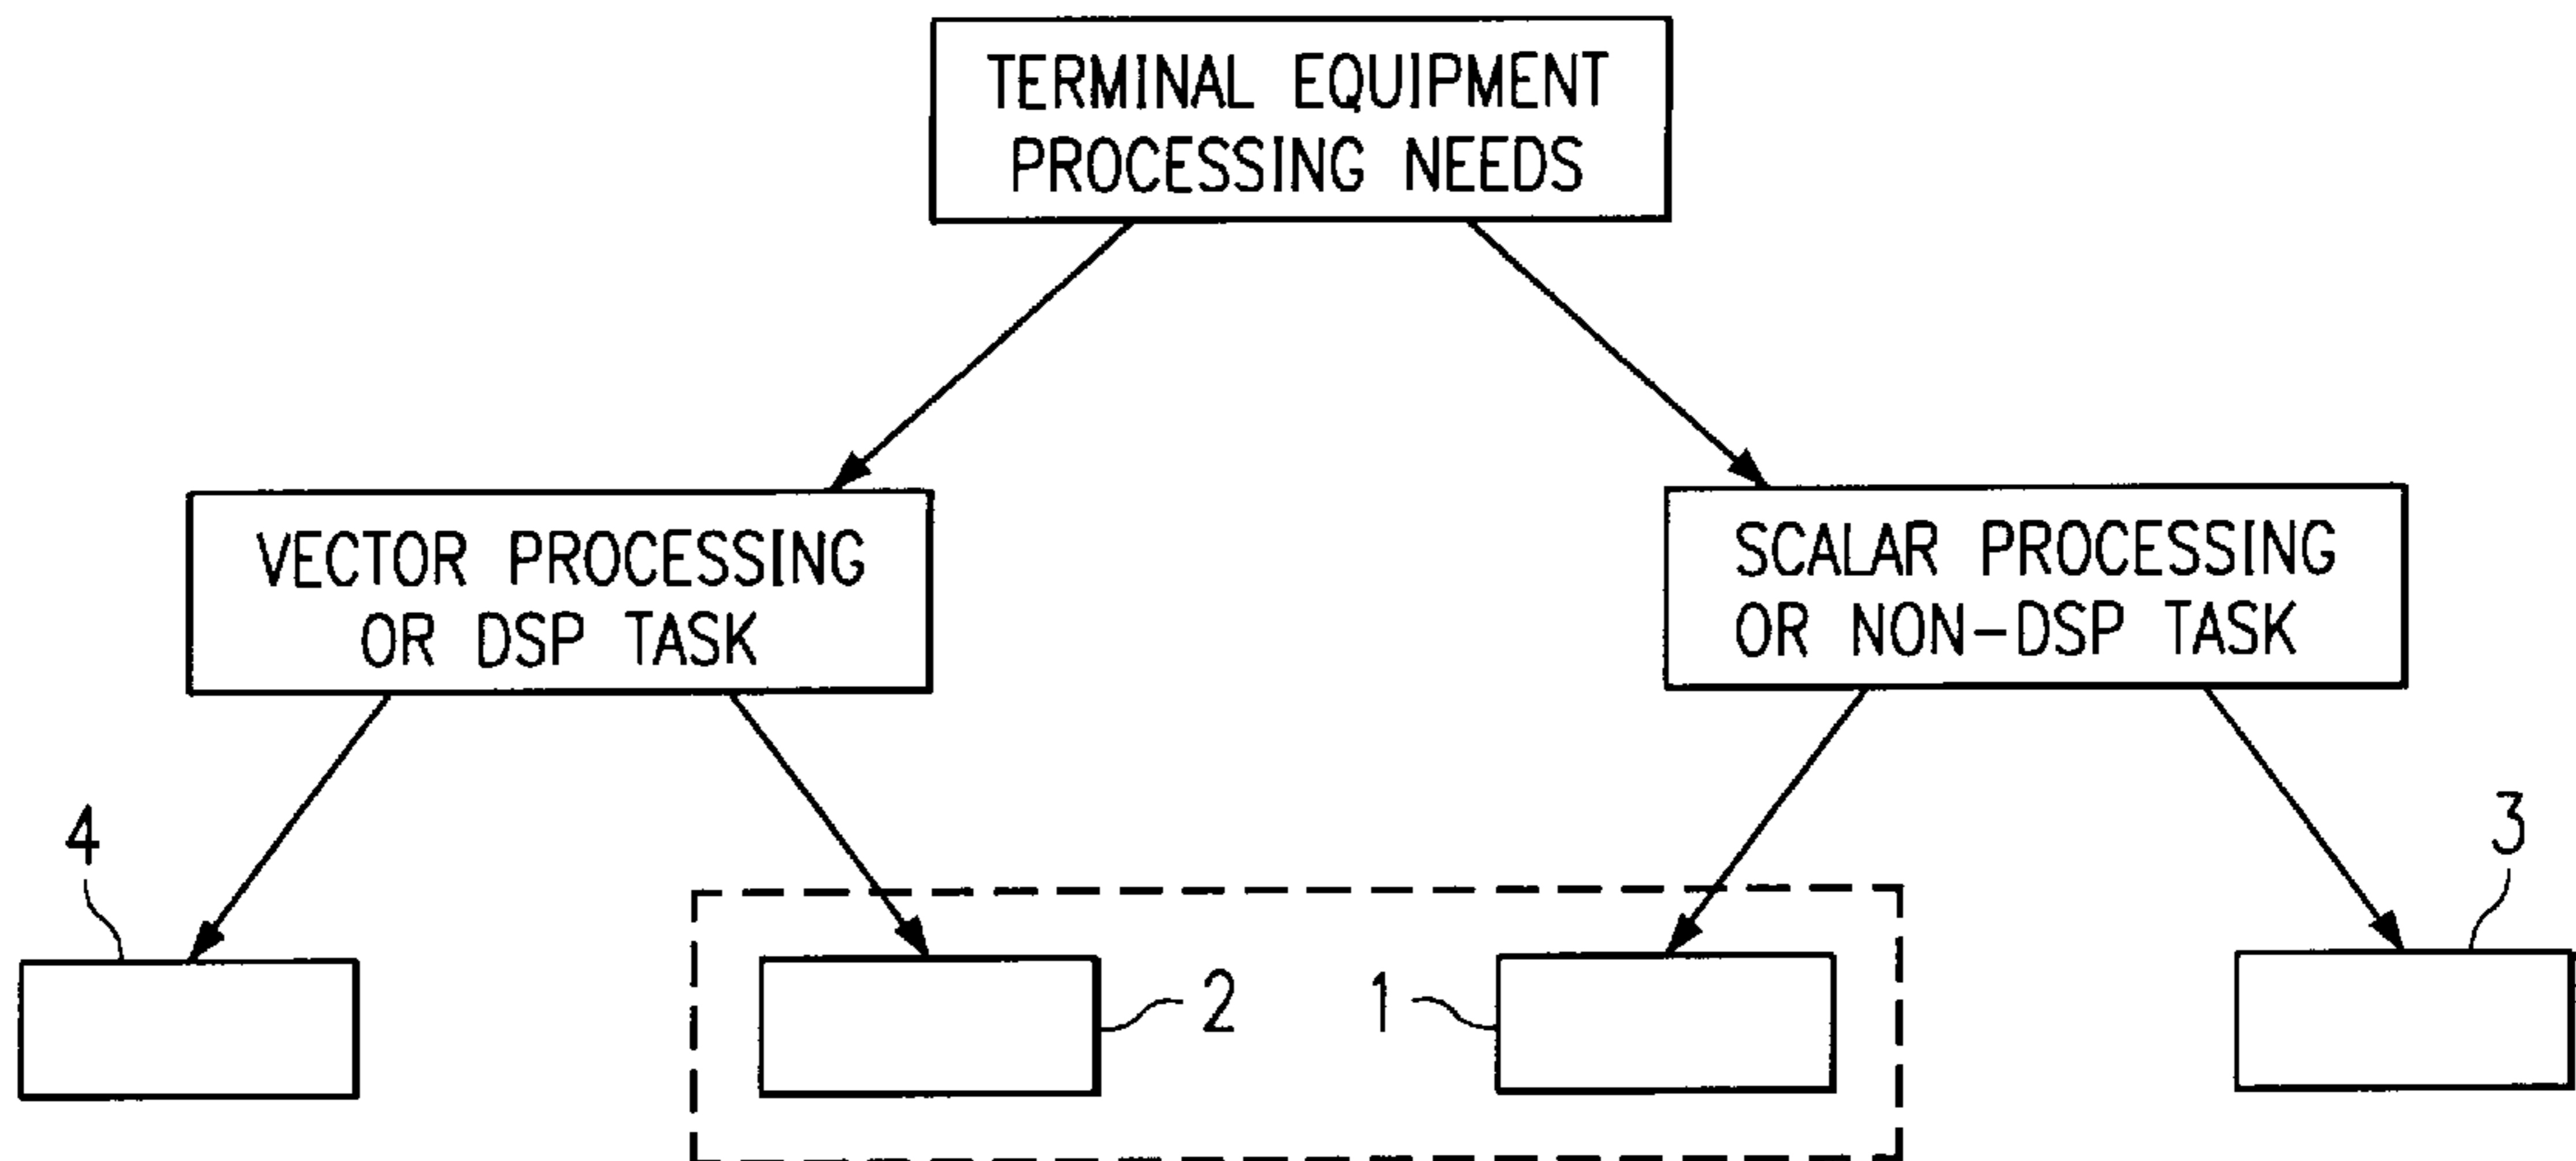 TERMINAL EQUIPMENT
PROCESSING NEEDS
VECTOR PROCESSING
OR DSP TASK
SCALAR PROCESSING
OR NON-DSP TASK
4
2
1
3